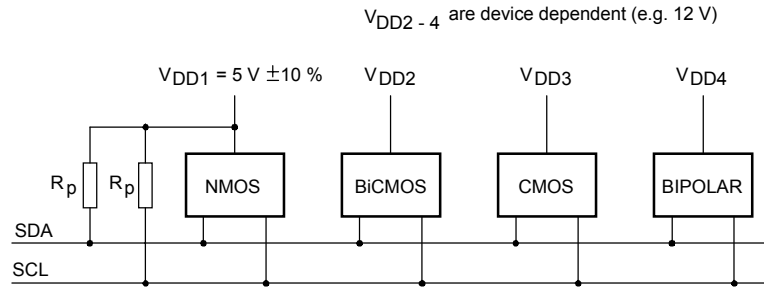 VDD2 - 4 are device dependent (e.g. 12 V)
VDD1 = 5 V ±10 % VDD2 VDD3 VDD4
Rp Rp NMOS BiCMOS CMOS BIPOLAR
SDA
SCL